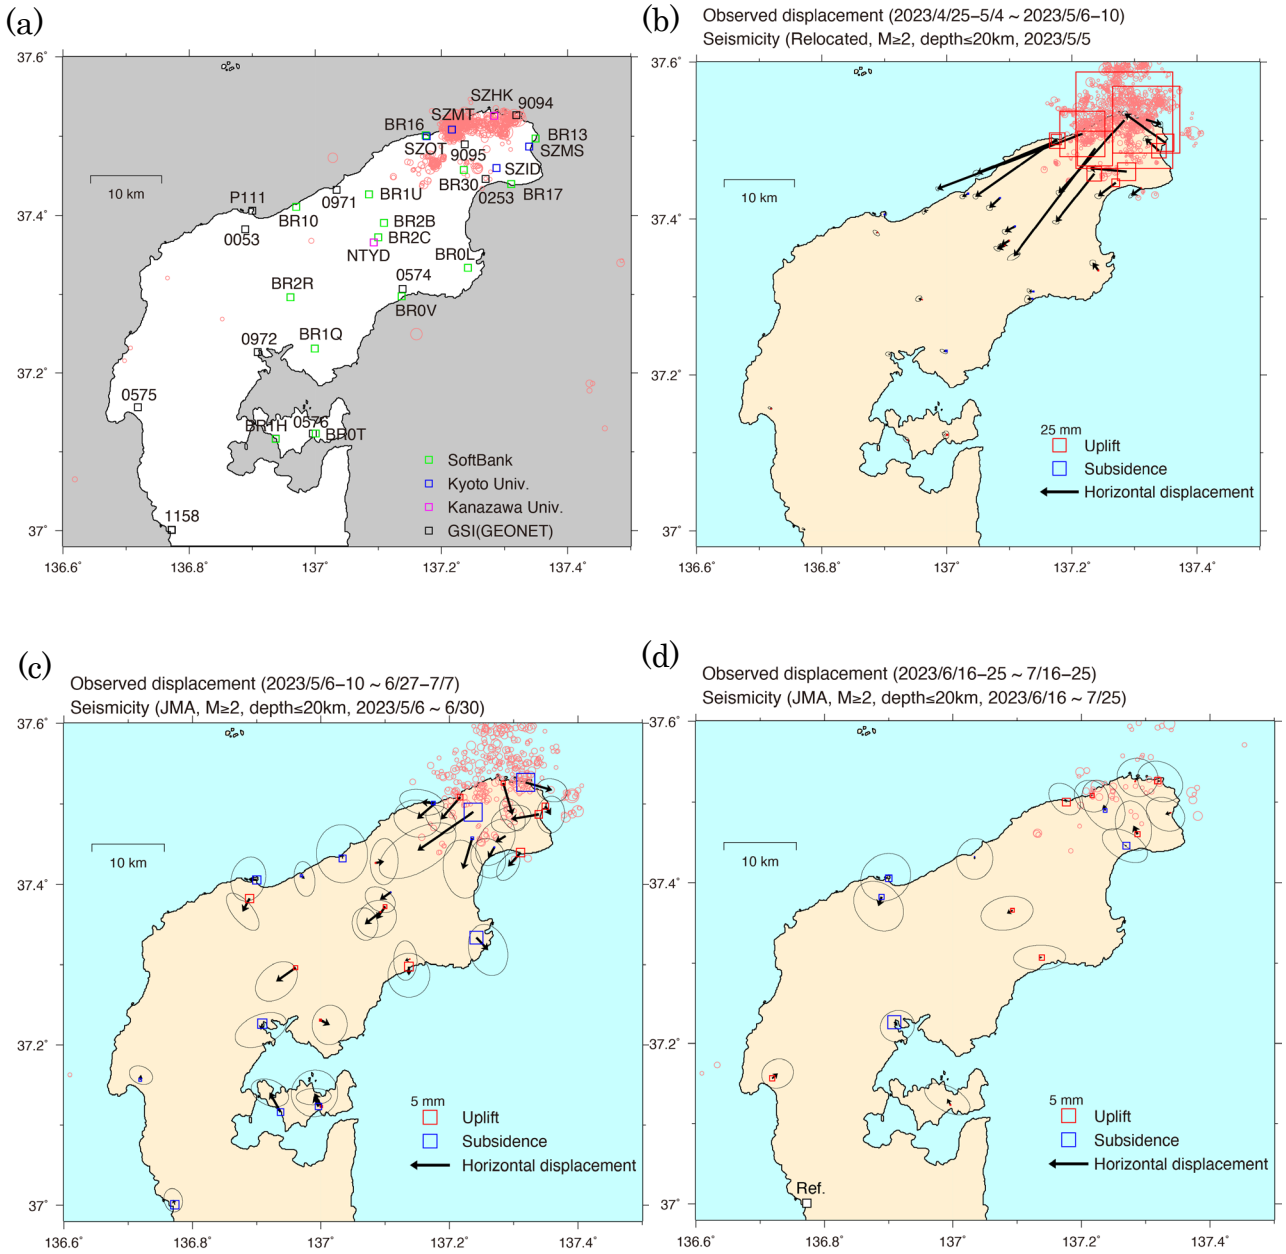 (a)
37.6°
37.4°
37.2°
37°
136.6°
136.8°
137°
137.2°
137.4°
10 km
SZHK
9094
SZMT
BR16
BR13
SZOT
SZMS
9095
SZID
BR30
0253
BR17
P111
0971
BR1U
BR10
0053
BR2B
BR2C
NTYD
BR0L
0574
BR2R
BR0V
0972
BR1Q
0575
BR1H
0576
BR0T
1158
SoftBank
Kyoto Univ.
Kanazawa Univ.
GSI(GEONET)
(b)
Observed displacement (2023/4/25–5/4 ~ 2023/5/6–10)
Seismicity (Relocated, M≥2, depth≤20km, 2023/5/5
37.6°
37.4°
37.2°
37°
136.6°
136.8°
137°
137.2°
137.4°
10 km
25 mm
Uplift
Subsidence
Horizontal displacement
(c)
Observed displacement (2023/5/6–10 ~ 6/27–7/7)
Seismicity (JMA, M≥2, depth≤20km, 2023/5/6 ~ 6/30)
37.6°
37.4°
37.2°
37°
136.6°
136.8°
137°
137.2°
137.4°
10 km
5 mm
Uplift
Subsidence
Horizontal displacement
(d)
Observed displacement (2023/6/16–25 ~ 7/16–25)
Seismicity (JMA, M≥2, depth≤20km, 2023/6/16 ~ 7/25)
37.6°
37.4°
37.2°
37°
136.6°
136.8°
137°
137.2°
137.4°
10 km
5 mm
Uplift
Subsidence
Horizontal displacement
Ref.